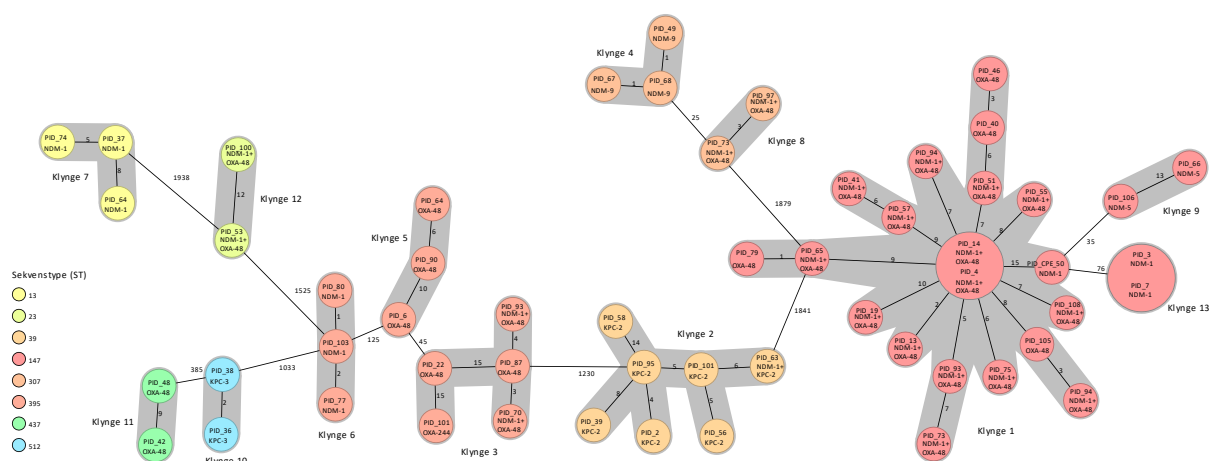 PID_49
NDM-9
Klynge 4
1
PID_67
NDM-9
1
PID_68
NDM-9
25
PID_97
NDM-1+
OXA-48
3
PID_73
NDM-1+
OXA-48
Klynge 8
PID_46
OXA-48
3
PID_40
OXA-48
6
PID_51
NDM-1+
OXA-48
7
PID_74
NDM-1
5
PID_37
NDM-1
8
PID_64
NDM-1
Klynge 7
1938
PID_100
NDM-1+
OXA-48
12
PID_53
NDM-1+
OXA-48
Klynge 12
PID_94
NDM-1+
OXA-48
7
PID_41
NDM-1+
OXA-48
6
PID_57
NDM-1+
OXA-48
9
PID_55
NDM-1+
OXA-48
8
PID_66
NDM-5
13
PID_106
NDM-5
Klynge 9
35
1879
PID_64
OXA-48
6
Klynge 5
PID_90
OXA-48
10
PID_6
OXA-48
PID_79
OXA-48
1
PID_65
NDM-1+
OXA-48
9
PID_14
NDM-1+
OXA-48
PID_4
NDM-1+
OXA-48
15
PID_CPE_50
NDM-1
76
PID_3
NDM-1
PID_7
NDM-1
Klynge 13
Sekvenstype (ST)
13
23
39
147
307
395
437
512
1525
PID_80
NDM-1
1
PID_103
NDM-1
2
PID_77
NDM-1
Klynge 6
125
45
1033
385
PID_38
KPC-3
2
PID_36
KPC-3
Klynge 10
PID_48
OXA-48
9
PID_42
OXA-48
Klynge 11
PID_22
OXA-48
15
PID_101
OXA-244
15
PID_93
NDM-1+
OXA-48
4
PID_87
OXA-48
3
PID_70
NDM-1+
OXA-48
Klynge 3
1230
PID_58
KPC-2
14
PID_95
KPC-2
8
PID_39
KPC-2
4
PID_2
KPC-2
5
PID_101
KPC-2
5
PID_56
KPC-2
6
PID_63
NDM-1+
KPC-2
Klynge 2
1841
10
PID_19
NDM-1+
OXA-48
2
PID_13
NDM-1+
OXA-48
5
PID_93
NDM-1+
OXA-48
7
PID_73
NDM-1+
OXA-48
6
PID_75
NDM-1+
OXA-48
8
PID_105
OXA-48
3
PID_94
NDM-1+
OXA-48
7
PID_108
NDM-1+
OXA-48
Klynge 1